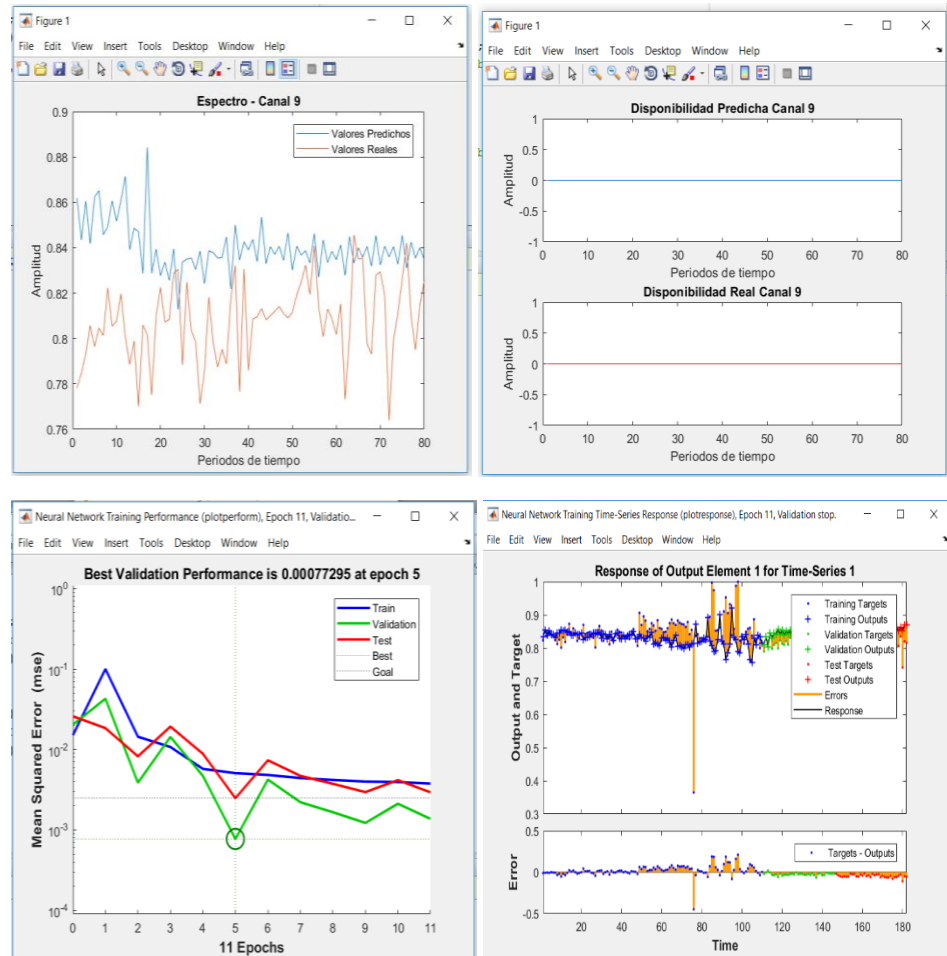 Figure 1
File Edit View Insert Tools Desktop Window Help
Espectro - Canal 9
0.9
0.88
0.86
0.84
0.82
0.8
0.78
0.76
Amplitud
Valores Predichos
Valores Reales
0 10 20 30 40 50 60 70 80
Periodos de tiempo
Figure 1
File Edit View Insert Tools Desktop Window Help
Disponibilidad Predicha Canal 9
1
0.5
0
-0.5
-1
Amplitud
0 10 20 30 40 50 60 70 80
Periodos de tiempo
Disponibilidad Real Canal 9
1
0.5
0
-0.5
-1
Amplitud
0 10 20 30 40 50 60 70 80
Periodos de tiempo
Neural Network Training Performance (plotperform), Epoch 11, Validatio...
File Edit View Insert Tools Desktop Window Help
Best Validation Performance is 0.00077295 at epoch 5
10^0
10^-1
10^-2
10^-3
10^-4
Mean Squared Error (mse)
Train
Validation
Test
Best
Goal
0 1 2 3 4 5 6 7 8 9 10 11
11 Epochs
Neural Network Training Time-Series Response (plotresponse), Epoch 11, Validation stop.
File Edit View Insert Tools Desktop Window Help
Response of Output Element 1 for Time-Series 1
1
0.9
0.8
0.7
0.6
0.5
0.4
0.3
Output and Target
Training Targets
Training Outputs
Validation Targets
Validation Outputs
Test Targets
Test Outputs
Errors
Response
0.5
0
-0.5
Error
Targets - Outputs
20 40 60 80 100 120 140 160 180
Time